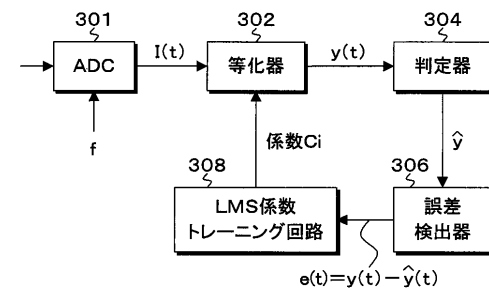 301
302
304
ADC
I(t)
等化器
y(t)
判定器
f
係数Ci
ŷ
308
306
LMS係数
トレーニング回路
誤差
検出器
e(t)=y(t)−ŷ(t)